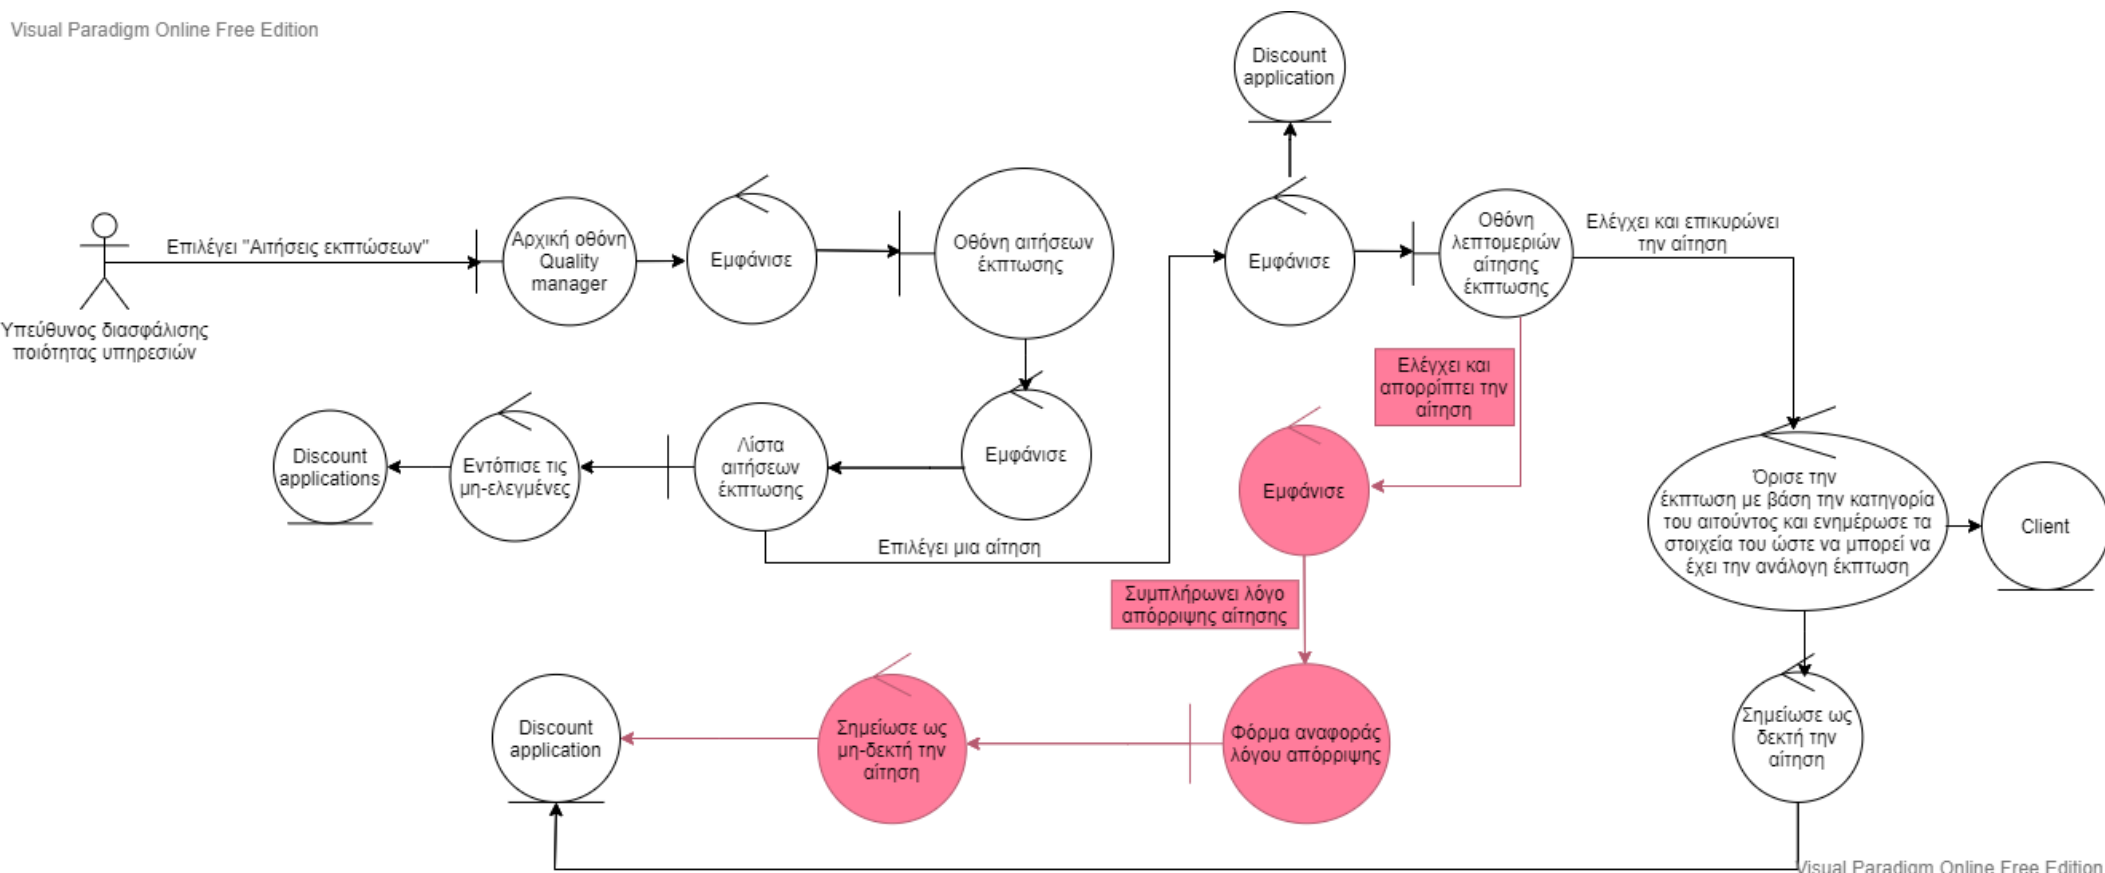 Visual Paradigm Online Free Edition
Discount
application
Επιλέγει "Αιτήσεις εκπτώσεων"
Υπεύθυνος διασφάλισης
ποιότητας υπηρεσιών
Αρχική οθόνη
Quality
manager
Εμφάνισε
Οθόνη αιτήσεων
έκπτωσης
Εμφάνισε
Οθόνη
λεπτομεριών
αίτησης
έκπτωσης
Ελέγχει και επικυρώνει
την αίτηση
Ελέγχει και
απορρίπτει την
αίτηση
Discount
applications
Εντόπισε τις
μη-ελεγμένες
Λίστα
αιτήσεων
έκπτωσης
Εμφάνισε
Επιλέγει μια αίτηση
Εμφάνισε
Όρισε την
έκπτωση με βάση την κατηγορία
του αιτούντος και ενημέρωσε τα
στοιχεία του ώστε να μπορεί να
έχει την ανάλογη έκπτωση
Client
Συμπλήρωνει λόγο
απόρριψης αίτησης
Discount
application
Σημείωσε ως
μη-δεκτή την
αίτηση
Φόρμα αναφοράς
λόγου απόρριψης
Σημείωσε ως
δεκτή την
αίτηση
Visual Paradigm Online Free Edition